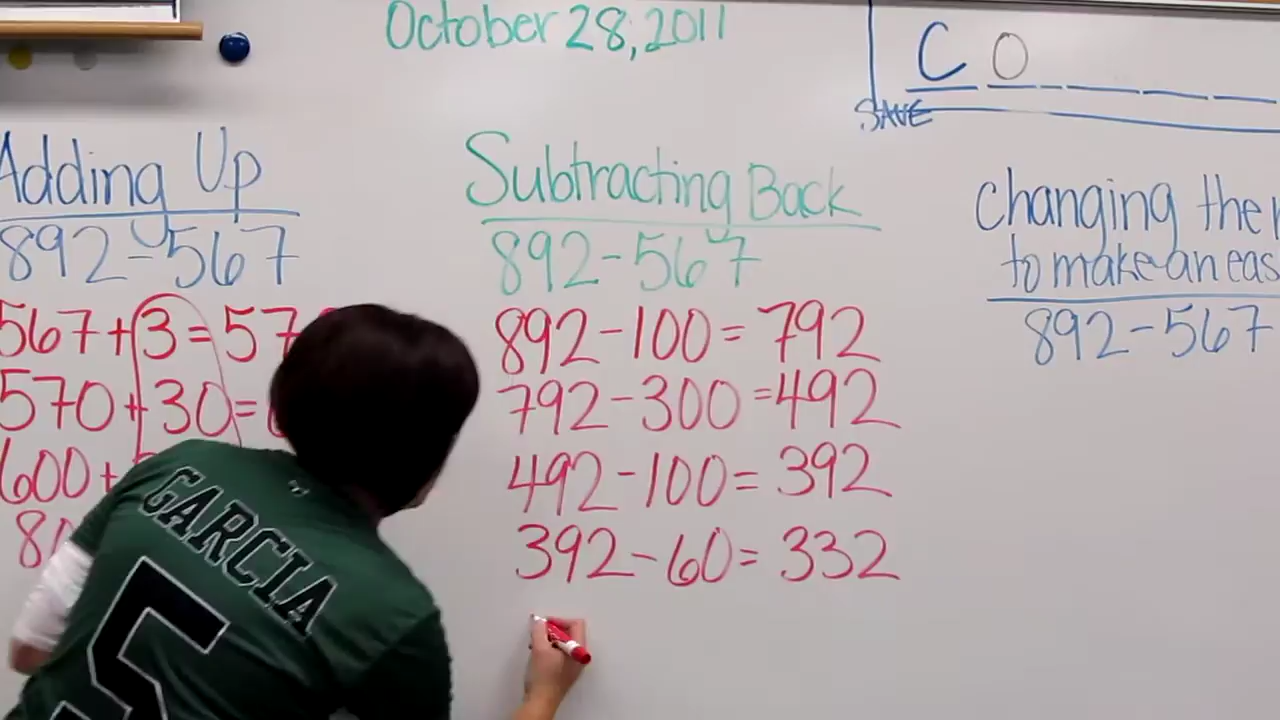 October 28, 2011
C O
SAVE
Adding Up
892-567
567+3=57
570+30=
600+
80
Subtracting Back
892-567
892-100=792
792-300=492
492-100=392
392-60=332
Changing the
to make an eas
892-567
GARCIA
5